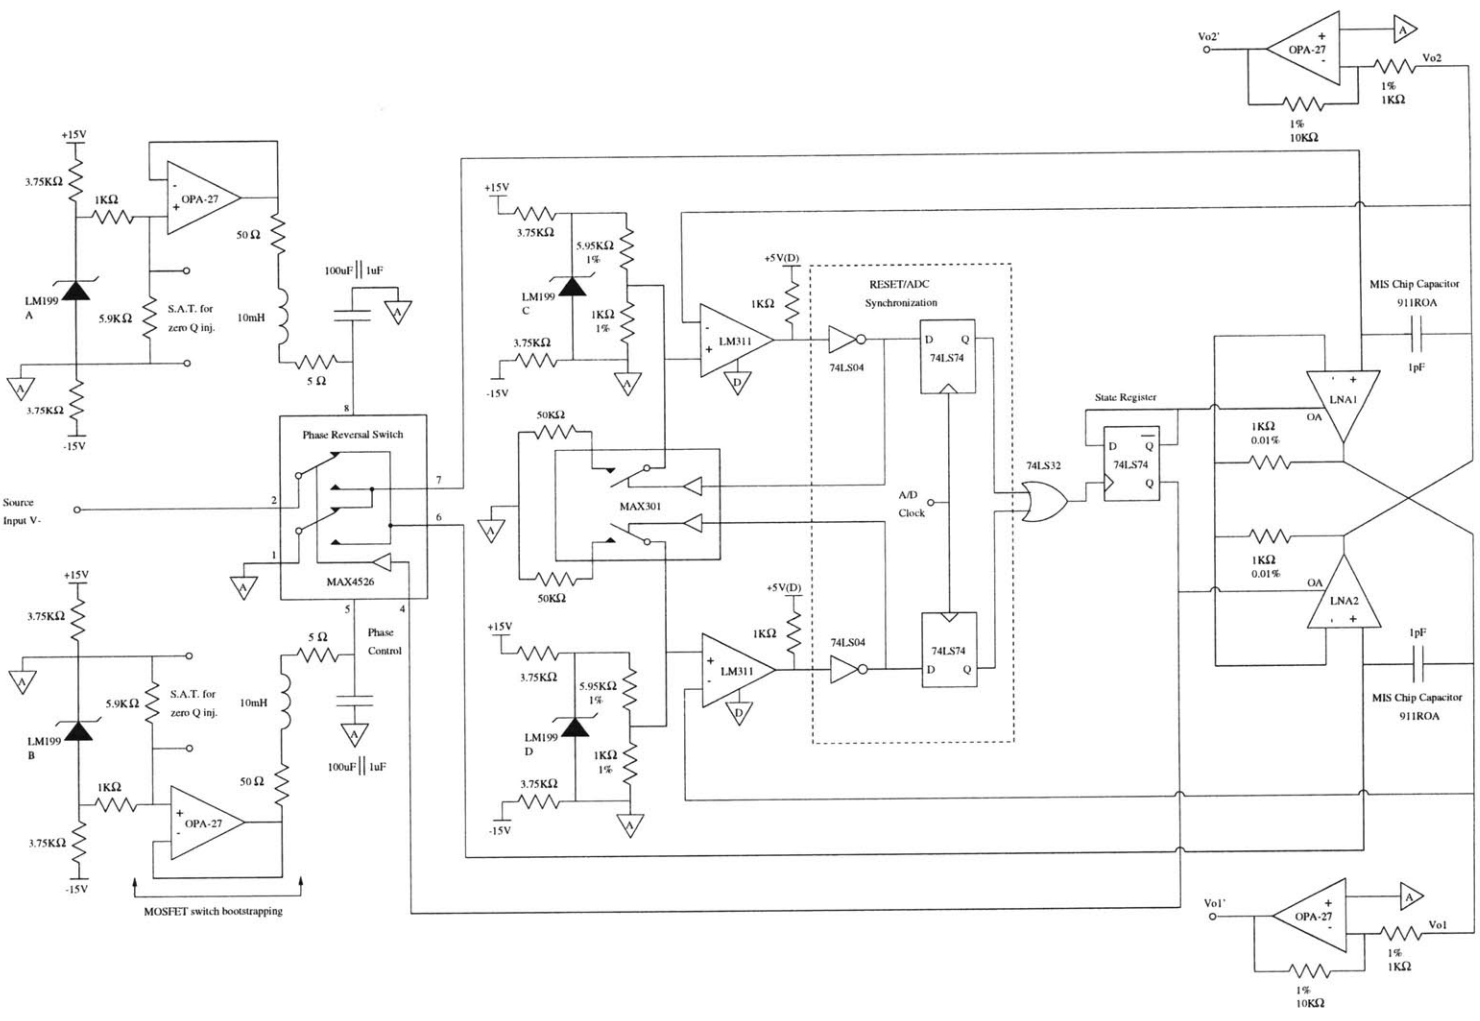 Vo2'
OPA-27
+
-
A
Vo2
1%
1KΩ
1%
10KΩ
+15V
3.75KΩ
1KΩ
-
+
OPA-27
50 Ω
LM199
A
5.9KΩ
S.A.T. for
zero Q inj.
10mH
100uF || 1uF
A
5 Ω
A
3.75KΩ
-15V
8
Phase Reversal Switch
7
6
2
1
Source
Input V-
A
MAX4526
5
4
Phase
Control
+15V
3.75KΩ
5 Ω
A
5.9KΩ
S.A.T. for
zero Q inj.
10mH
LM199
B
A
100uF || 1uF
1KΩ
50 Ω
+
-
OPA-27
3.75KΩ
-15V
MOSFET switch bootstrapping
+15V
3.75KΩ
5.95KΩ
1%
LM199
C
1KΩ
1%
3.75KΩ
-15V
A
+5V(D)
1KΩ
-
+
LM311
D
50KΩ
MAX301
A
50KΩ
+15V
3.75KΩ
5.95KΩ
1%
LM199
D
1KΩ
1%
3.75KΩ
-15V
A
+5V(D)
1KΩ
+
-
LM311
D
RESET/ADC
Synchronization
74LS04
D
Q
74LS74
A/D
Clock
74LS04
74LS74
D
Q
74LS32
State Register
D
Q
74LS74
Q
MIS Chip Capacitor
911ROA
1pF
-
+
LNA1
OA
1KΩ
0.01%
1KΩ
0.01%
OA
LNA2
-
+
1pF
MIS Chip Capacitor
911ROA
Vo1'
OPA-27
+
-
A
Vo1
1%
1KΩ
1%
10KΩ